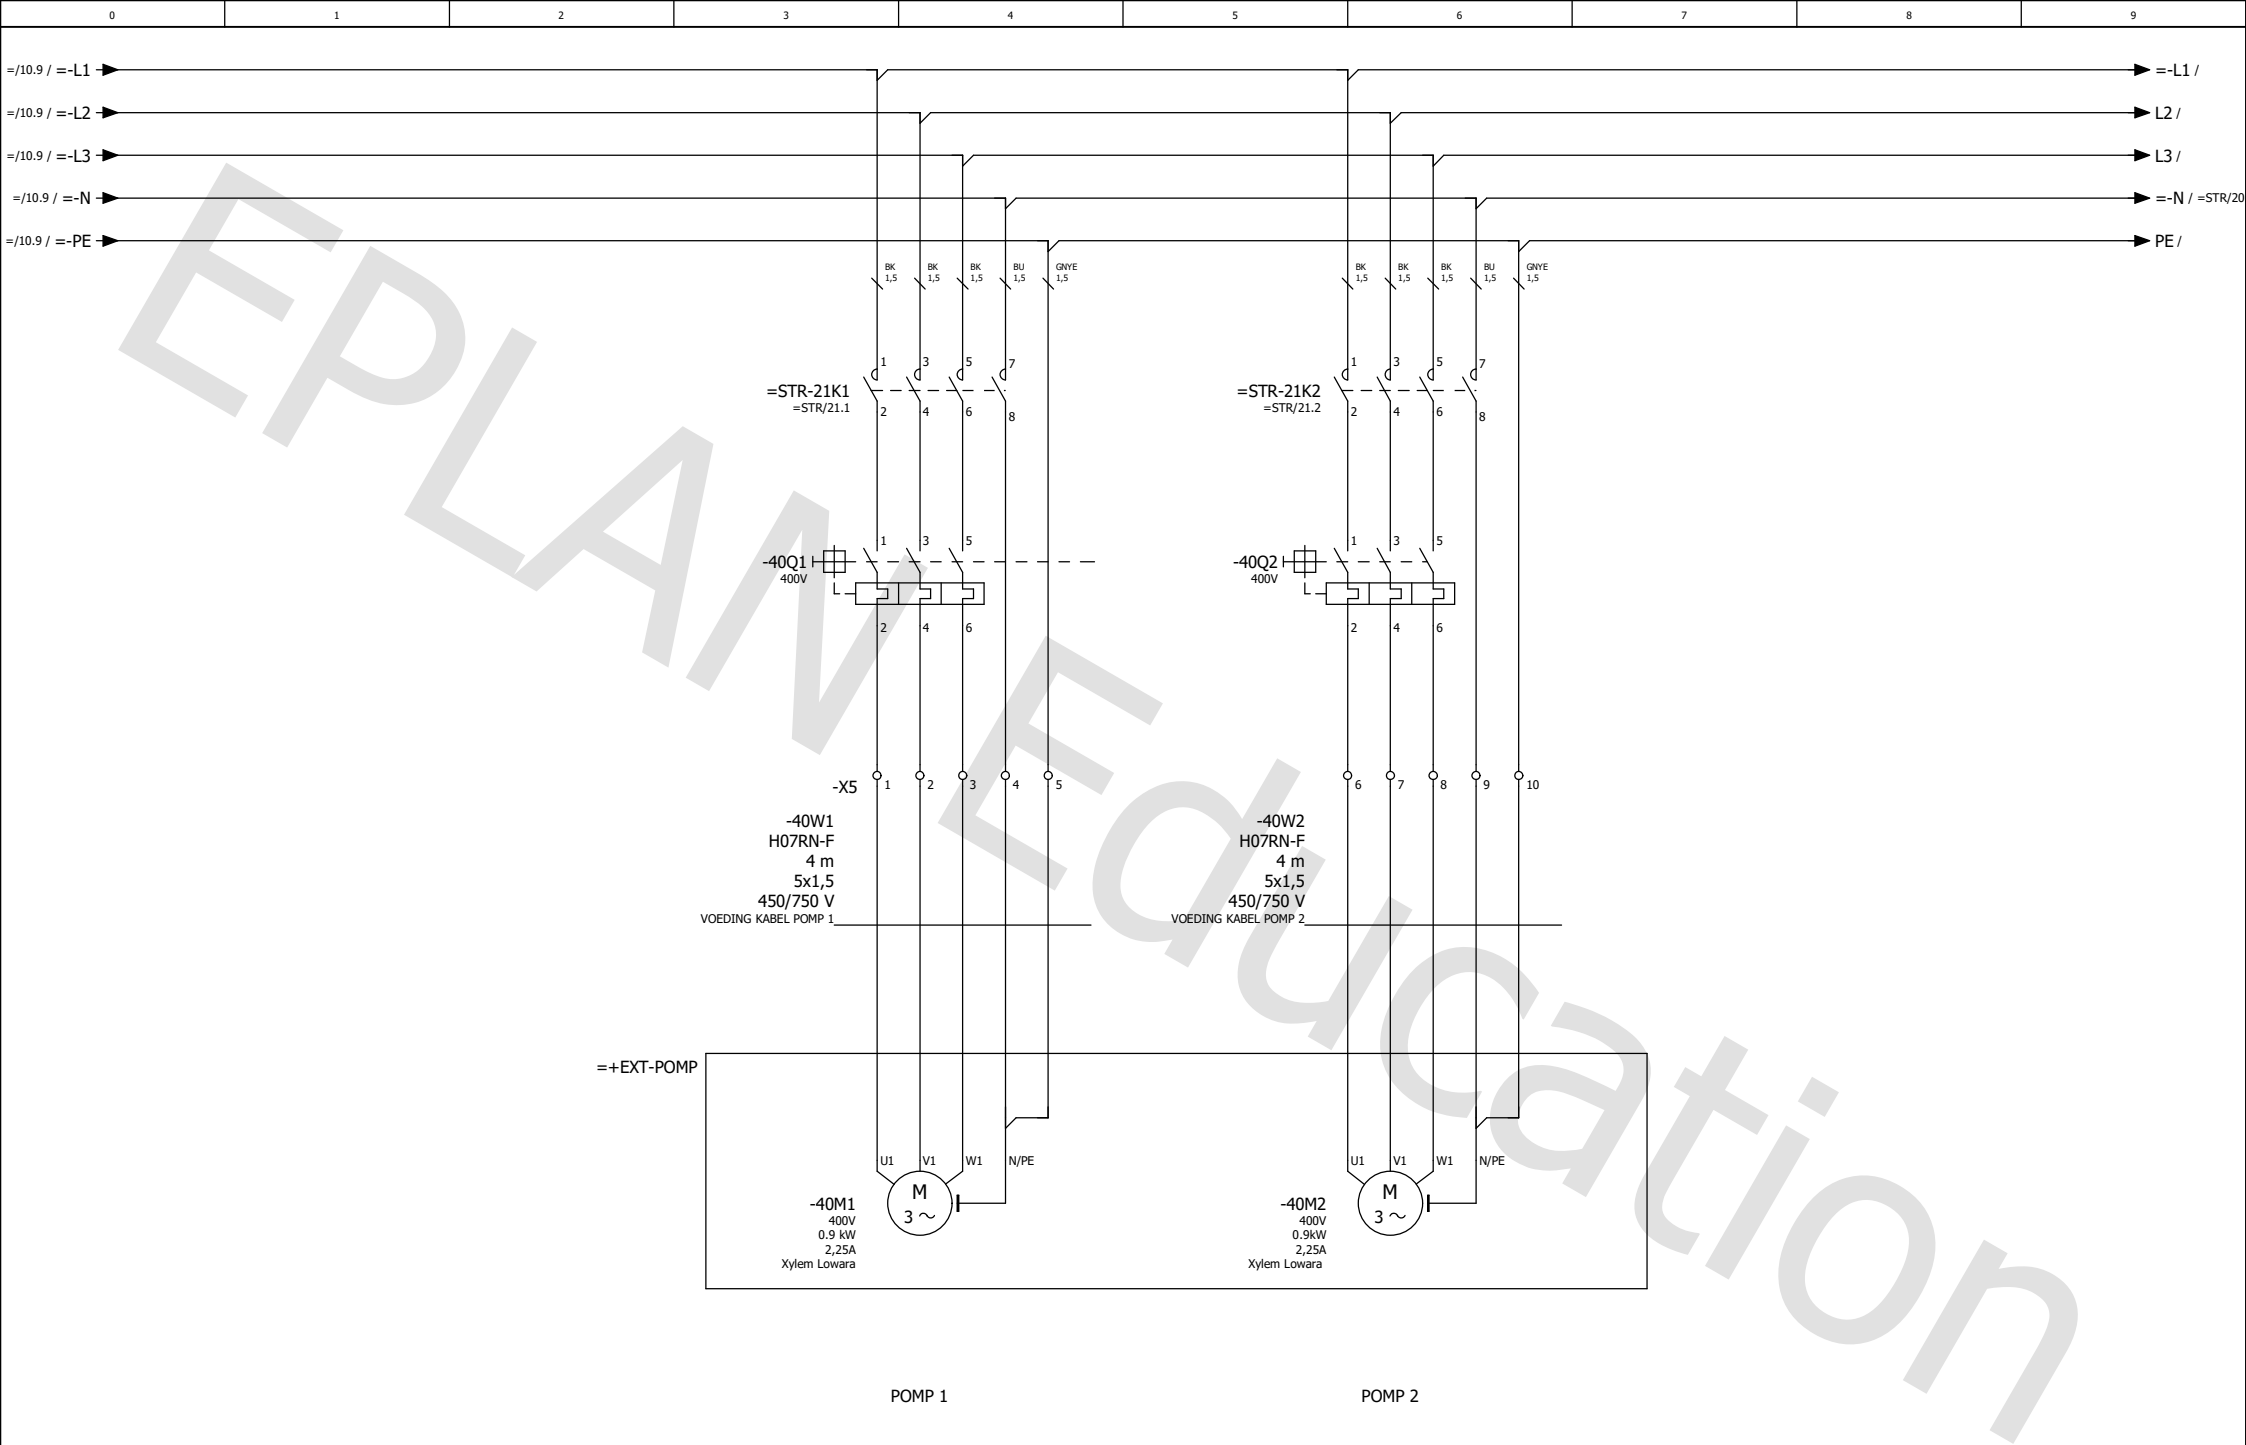 0 1 2 3 4 5 6 7 8 9
=/10.9 / =-L1 =-L1 /
=/10.9 / =-L2 L2 /
=/10.9 / =-L3 L3 /
=/10.9 / =-N =-N / =STR/20
=/10.9 / =-PE PE /
BK BK BK BU GNYE BK BK BK BU GNYE
1,5 1,5 1,5 1,5 1,5 1,5 1,5 1,5 1,5 1,5
1 3 5 7 1 3 5 7
=STR-21K1 =STR-21K2
=STR/21.1 =STR/21.2
2 4 6 8 2 4 6 8
1 3 5 1 3 5
-40Q1 -40Q2
400V 400V
2 4 6 2 4 6
-X5 1 2 3 4 5 6 7 8 9 10
-40W1 -40W2
H07RN-F H07RN-F
4 m 4 m
5x1,5 5x1,5
450/750 V 450/750 V
VOEDING KABEL POMP 1 VOEDING KABEL POMP 2
=+EXT-POMP
U1 V1 W1 N/PE U1 V1 W1 N/PE
M M
3 ~ 3 ~
-40M1 -40M2
400V 400V
0.9 kW 0.9kW
2,25A 2,25A
Xylem Lowara Xylem Lowara
POMP 1 POMP 2
EPLAN Education